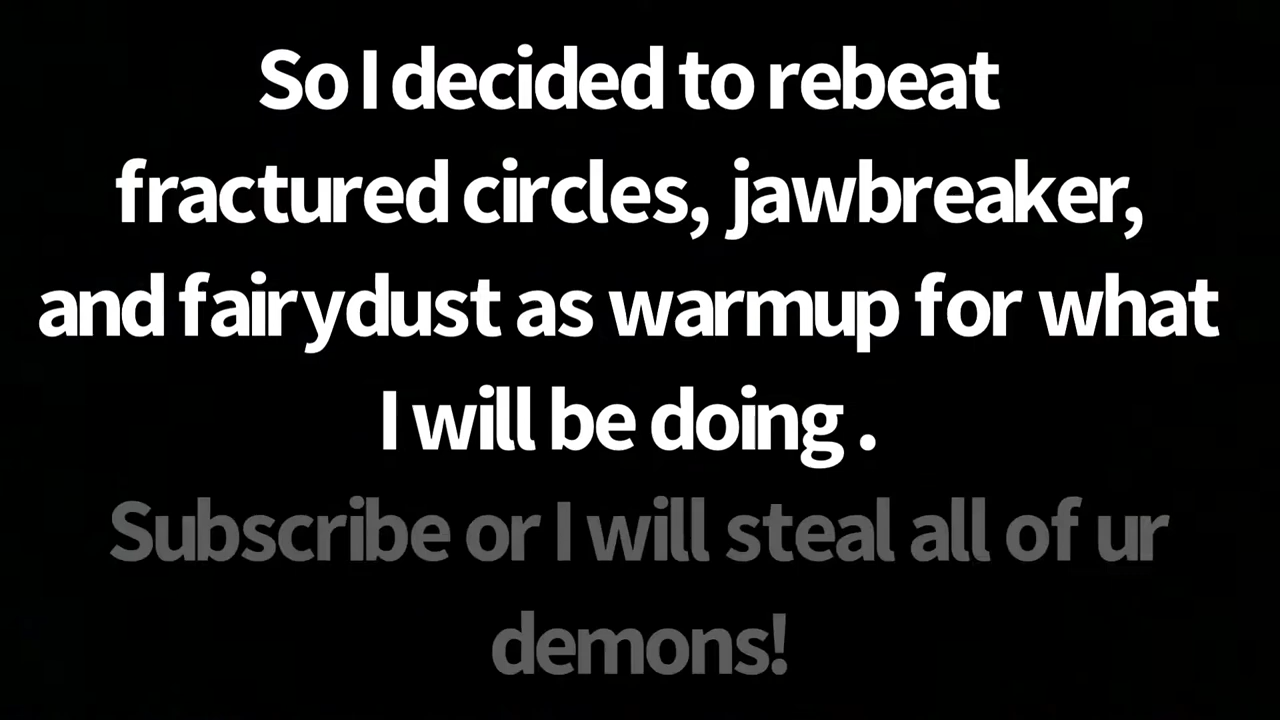 So I decided to rebeat
fractured circles, jawbreaker,
and fairydust as warmup for what
I will be doing .
Subscribe or I will steal all of ur
demons!